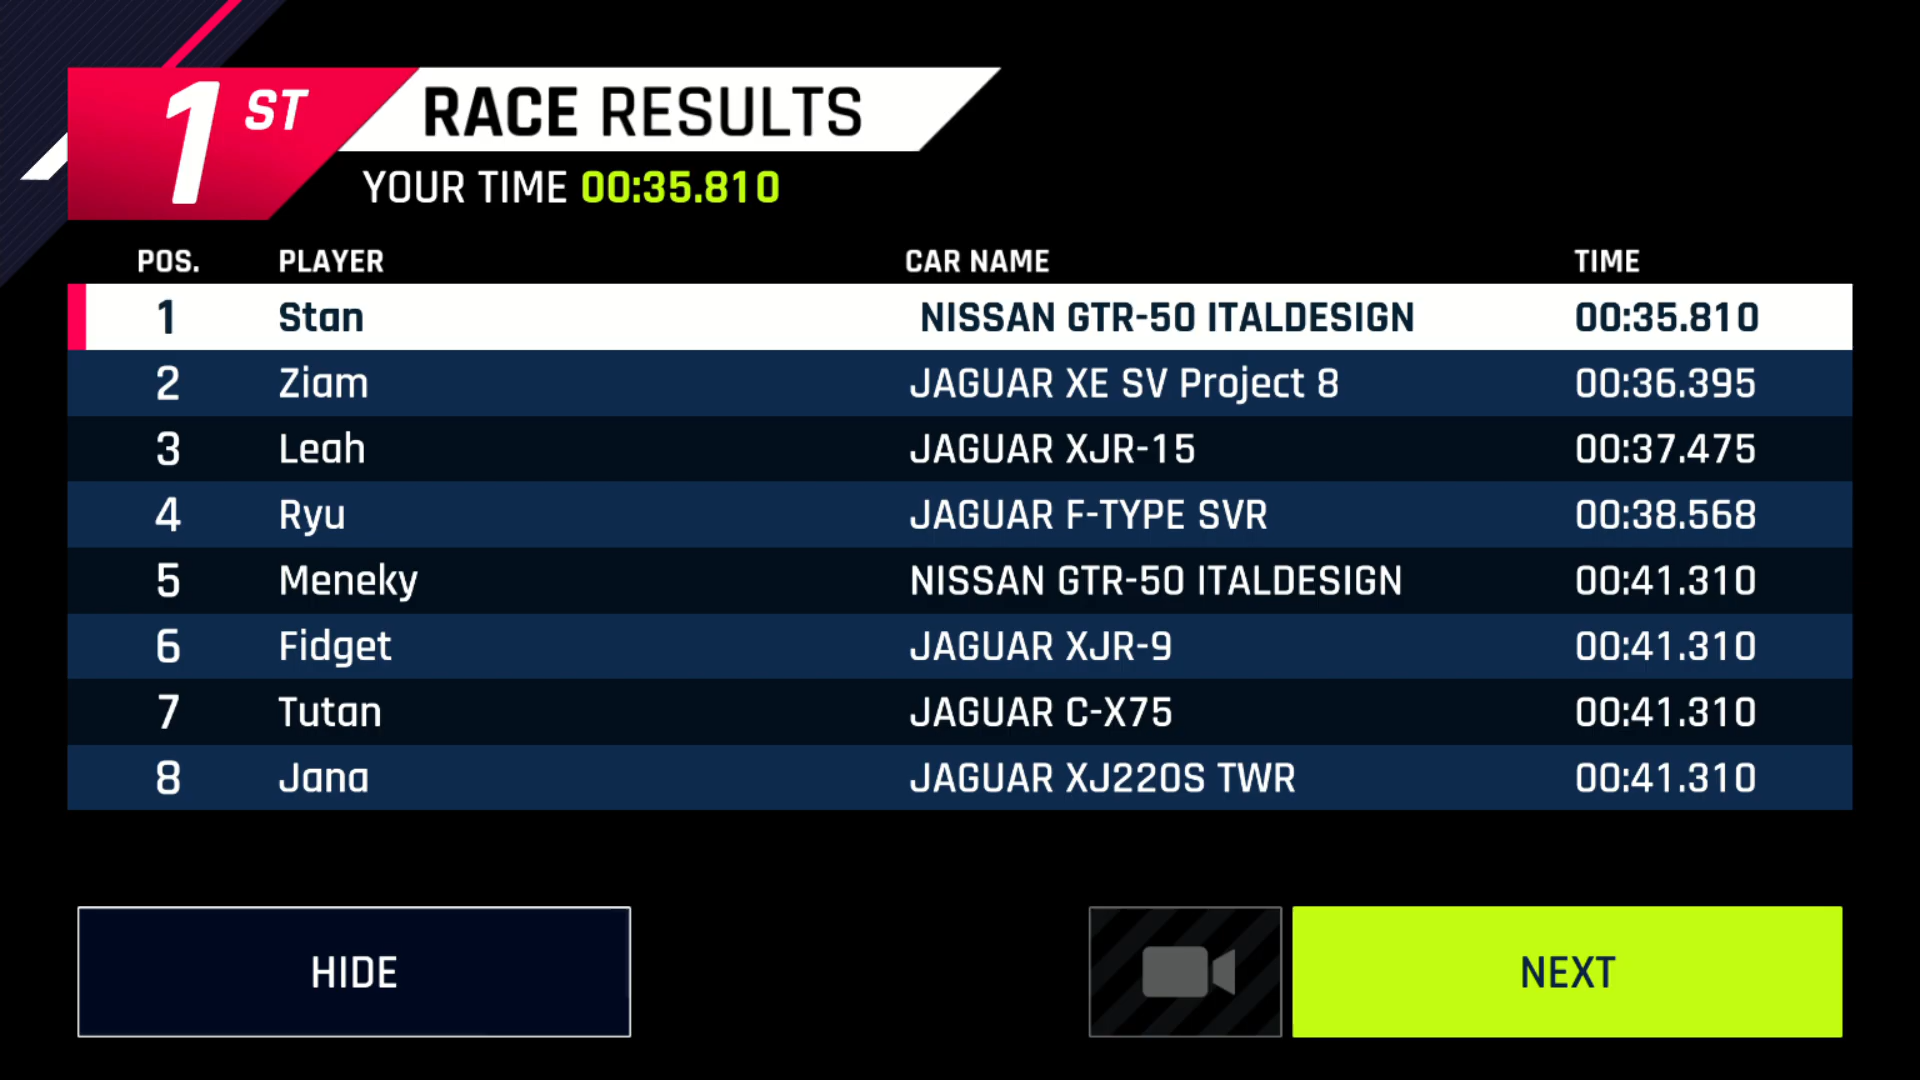 1ST
RACE RESULTS
YOUR TIME 00:35.810
POS. PLAYER CAR NAME TIME
1 Stan NISSAN GTR-50 ITALDESIGN 00:35.810
2 Ziam JAGUAR XE SV Project 8 00:36.395
3 Leah JAGUAR XJR-15 00:37.475
4 Ryu JAGUAR F-TYPE SVR 00:38.568
5 Meneky NISSAN GTR-50 ITALDESIGN 00:41.310
6 Fidget JAGUAR XJR-9 00:41.310
7 Tutan JAGUAR C-X75 00:41.310
8 Jana JAGUAR XJ220S TWR 00:41.310
HIDE NEXT